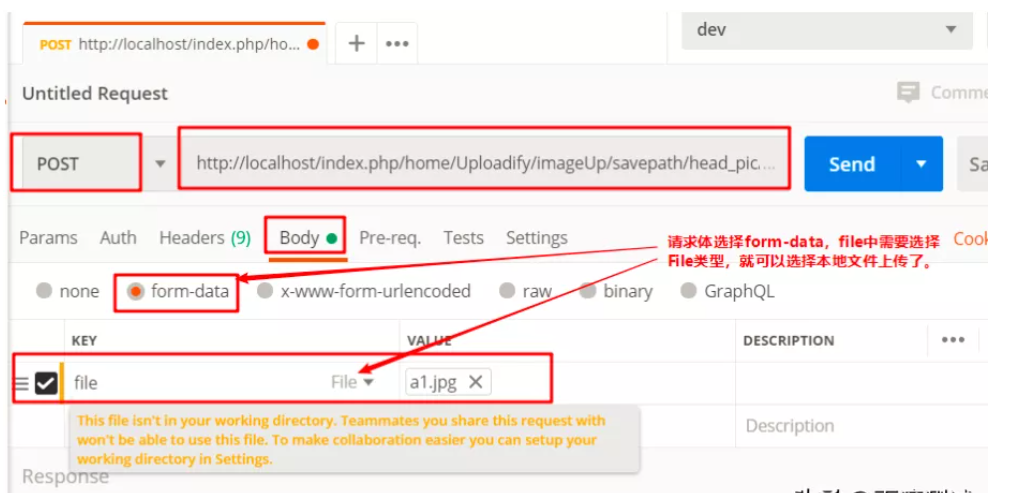 POST http://localhost/index.php/ho...
dev
Untitled Request
POST
http://localhost/index.php/home/Uploadify/imageUp/savepath/head_pic....
Send
Params Auth Headers (9) Body Pre-req. Tests Settings
请求体选择form-data，file中需要选择
File类型，就可以选择本地文件上传了。
none form-data x-www-form-urlencoded raw binary GraphQL
KEY VALUE DESCRIPTION
file File a1.jpg
This file isn't in your working directory. Teammates you share this request with
won't be able to use this file. To make collaboration easier you can setup your
working directory in Settings.
Description
Response